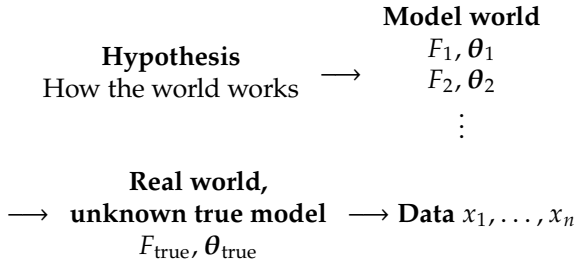 Model world
Hypothesis
How the world works ⟶ F₁, θ₁
F₂, θ₂
⋮
Real world,
⟶ unknown true model ⟶ Data x₁, . . . , xₙ
F_true, θ_true